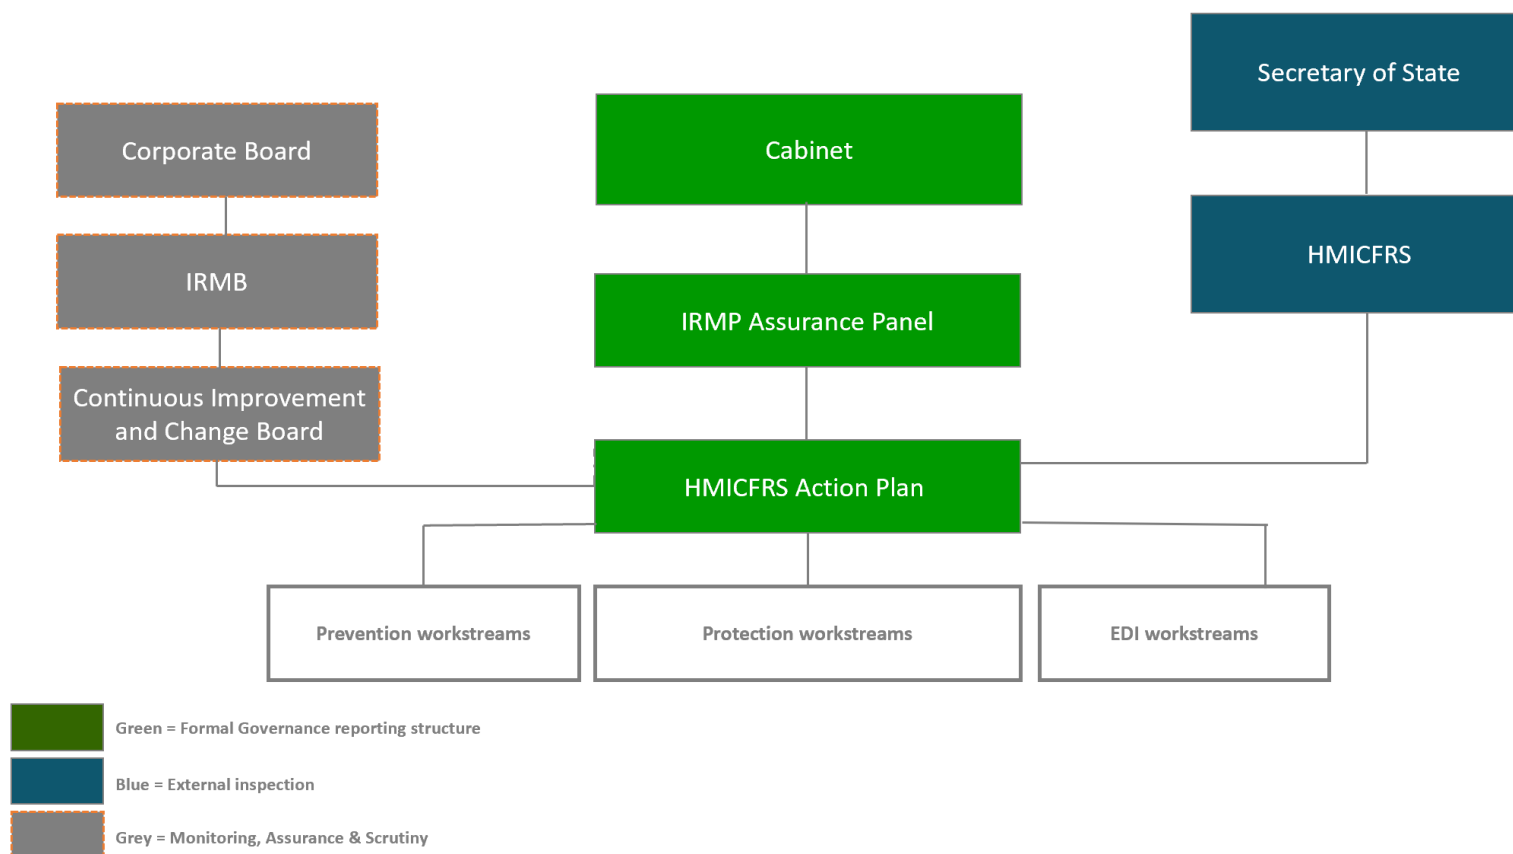 Secretary of State
Corporate Board
Cabinet
HMICFRS
IRMB
IRMP Assurance Panel
Continuous Improvement
and Change Board
HMICFRS Action Plan
Prevention workstreams
Protection workstreams
EDI workstreams
Green = Formal Governance reporting structure
Blue = External inspection
Grey = Monitoring, Assurance & Scrutiny